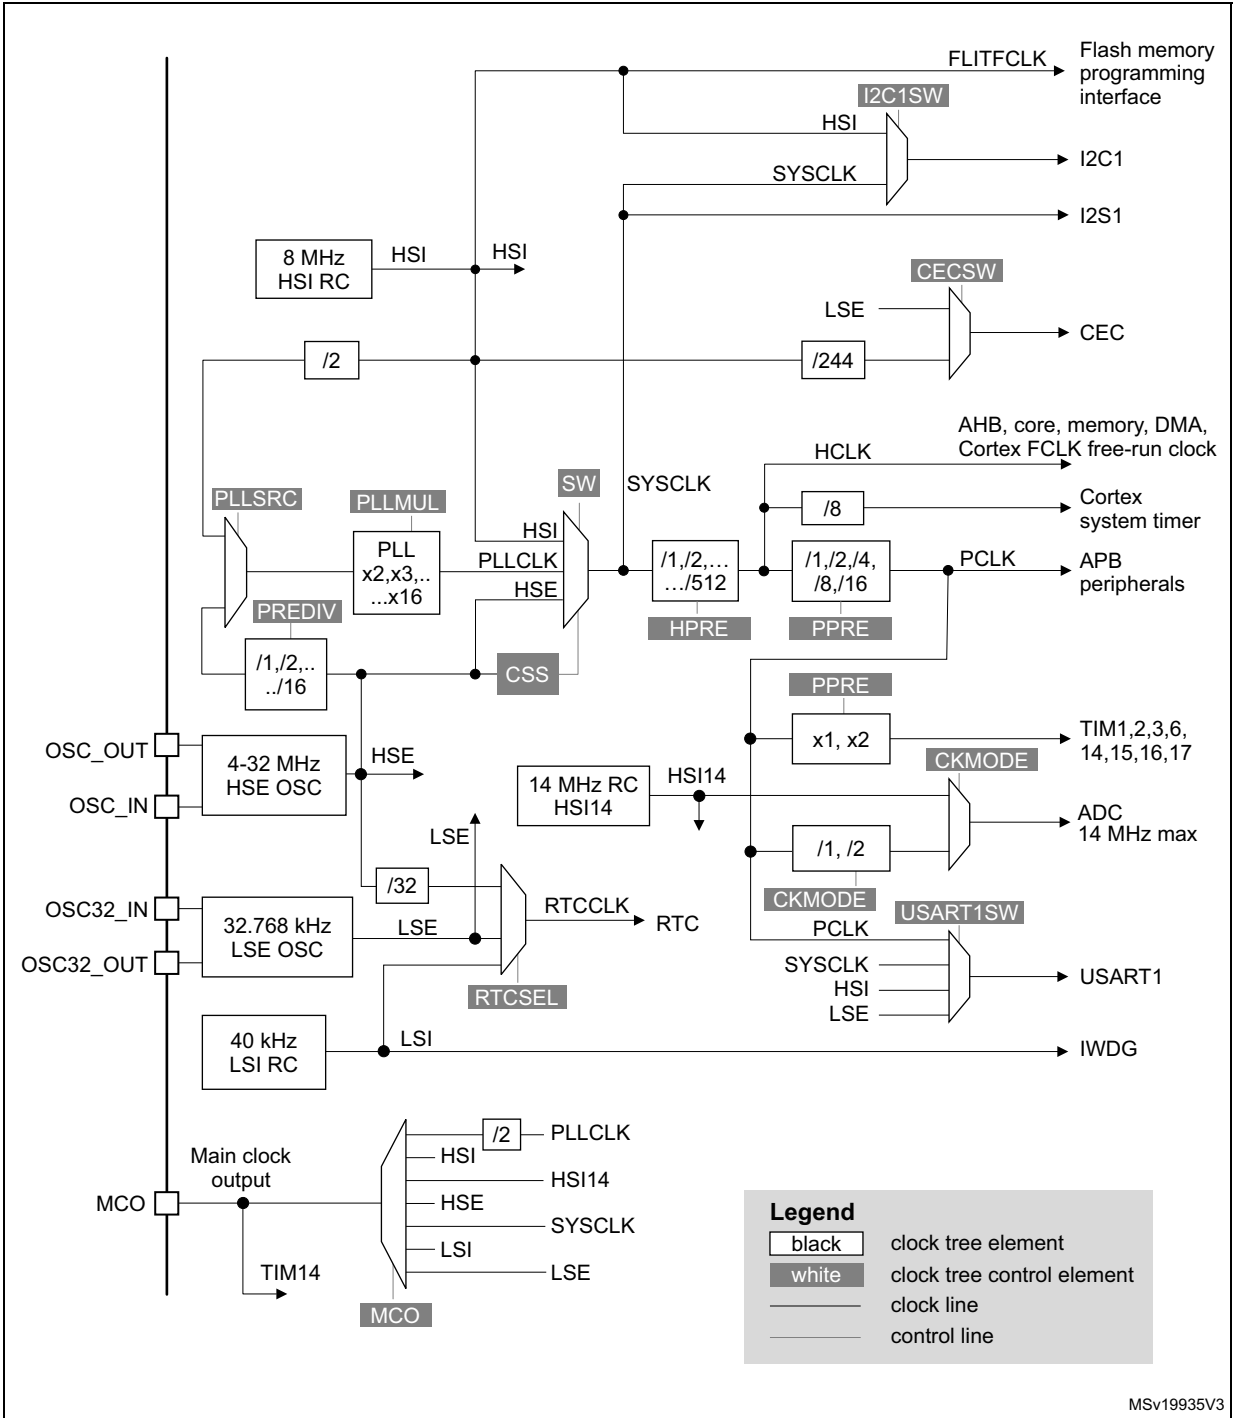 FLITFCLK
Flash memory
programming
interface
I2C1SW
HSI
I2C1
SYSCLK
I2S1
8 MHz
HSI RC
HSI
HSI
CECSW
LSE
CEC
/2
/244
AHB, core, memory, DMA,
Cortex FCLK free-run clock
HCLK
/8
Cortex
system timer
PLLSRC
PLLMUL
SW
SYSCLK
PLL
x2,x3,..
...x16
HSI
PLLCLK
HSE
/1,/2,...
.../512
HPRE
/1,/2,/4,
/8,/16
PPRE
PCLK
APB
peripherals
PREDIV
/1,/2,..
../16
CSS
PPRE
x1, x2
TIM1,2,3,6,
14,15,16,17
OSC_OUT
OSC_IN
4-32 MHz
HSE OSC
HSE
14 MHz RC
HSI14
HSI14
CKMODE
ADC
14 MHz max
/1, /2
CKMODE
LSE
/32
OSC32_IN
OSC32_OUT
32.768 kHz
LSE OSC
LSE
RTCCLK
RTC
RTCSEL
USART1SW
PCLK
SYSCLK
HSI
LSE
USART1
40 kHz
LSI RC
LSI
IWDG
MCO
Main clock
output
TIM14
/2
PLLCLK
HSI
HSI14
HSE
SYSCLK
LSI
LSE
MCO
Legend
black
clock tree element
white
clock tree control element
clock line
control line
MSv19935V3